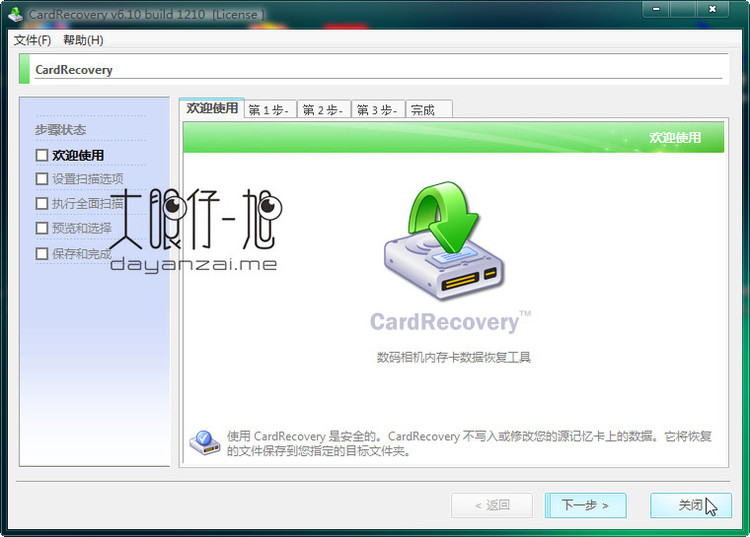 CardRecovery v6.10 build 1210 [License ]
文件(F) 帮助(H)
CardRecovery
步骤状态
欢迎使用
设置扫描选项
执行全面扫描
预览和选择
保存和完成
大眼仔~旭
dayanzai.me
欢迎使用 第 1 步- 第 2 步- 第 3 步- 完成
欢迎使用
CardRecovery™
数码相机内存卡数据恢复工具
使用 CardRecovery 是安全的。CardRecovery 不写入或修改您的源记忆卡上的数据。它将恢复
的文件保存到您指定的目标文件夹。
< 返回 下一步 > 关闭